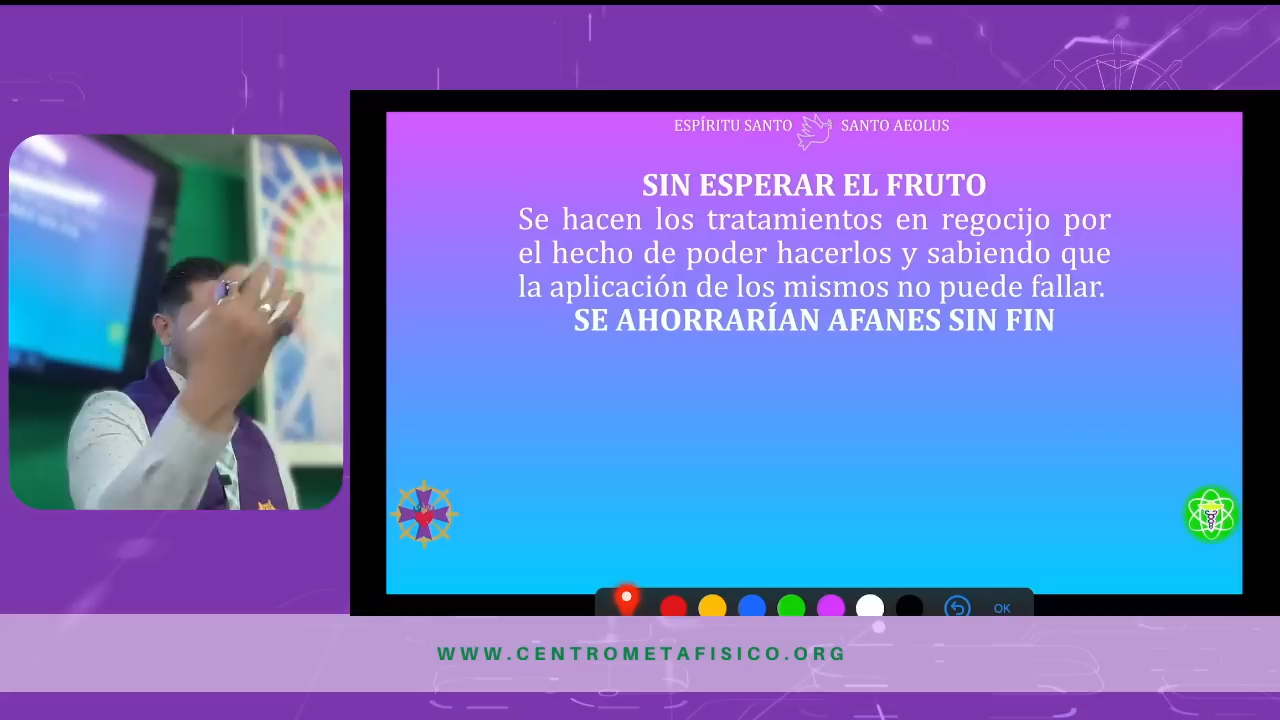 ESPÍRITU SANTO SANTO AEOLUS
SIN ESPERAR EL FRUTO
Se hacen los tratamientos en regocijo por
el hecho de poder hacerlos y sabiendo que
la aplicación de los mismos no puede fallar.
SE AHORRARÍAN AFANES SIN FIN
OK
WWW.CENTROMETAFISICO.ORG